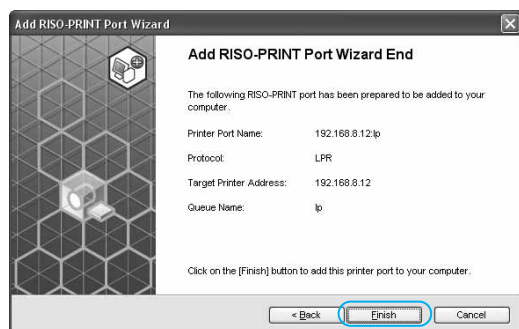 Add RISO-PRINT Port Wizard
Add RISO-PRINT Port Wizard End
The following RISO-PRINT port has been prepared to be added to your
computer.
Printer Port Name: 192.168.8.12:lp
Protocol: LPR
Target Printer Address: 192.168.8.12
Queue Name: lp
Click on the [Finish] button to add this printer port to your computer.
< Back Finish Cancel